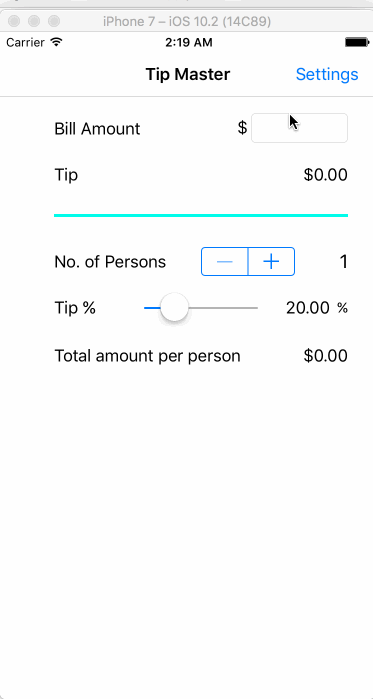 iPhone 7 – iOS 10.2 (14C89)
Carrier 2:19 AM
Tip Master Settings
Bill Amount $
Tip $0.00
No. of Persons — + 1
Tip % 20.00 %
Total amount per person $0.00